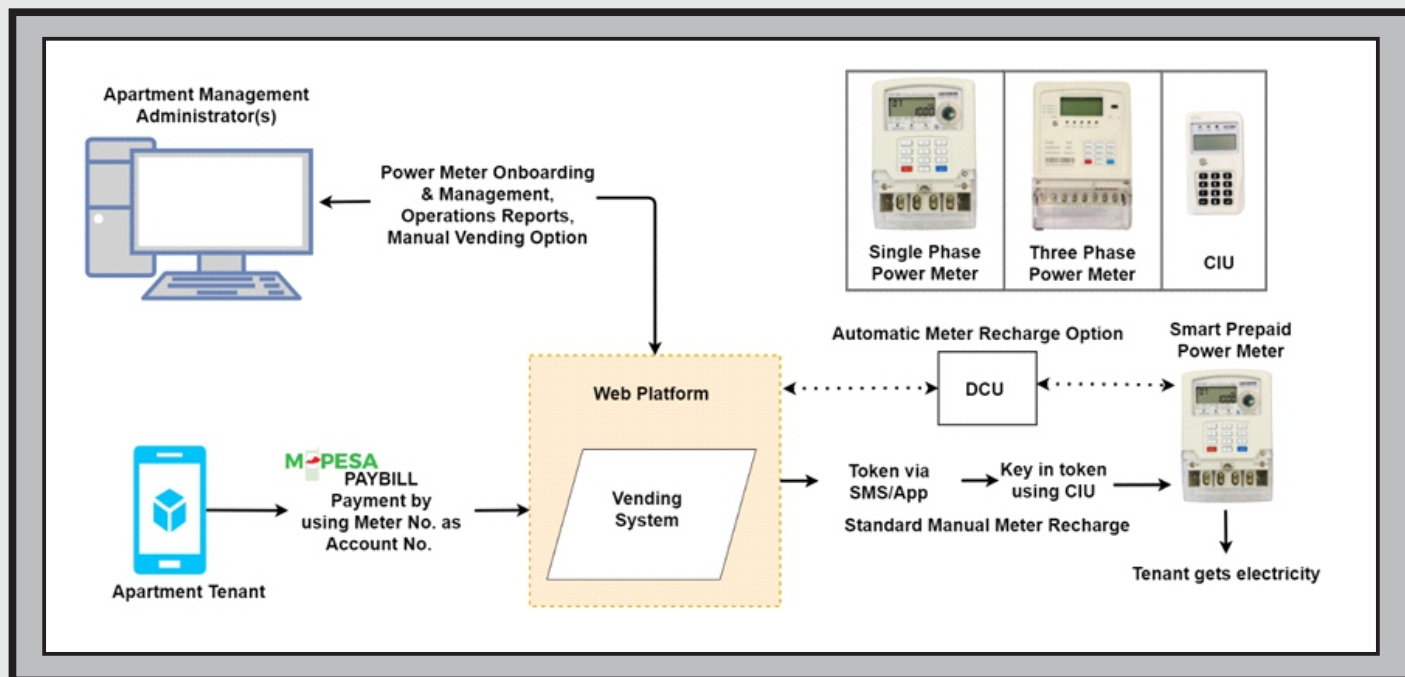 Apartment Management
Administrator(s)
Power Meter Onboarding
& Management,
Operations Reports,
Manual Vending Option
Single Phase
Power Meter
Three Phase
Power Meter
CIU
Automatic Meter Recharge Option
Smart Prepaid
Power Meter
DCU
Web Platform
Vending
System
M-PESA
PAYBILL
Payment by
using Meter No. as
Account No.
Apartment Tenant
Token via
SMS/App
Key in token
using CIU
Standard Manual Meter Recharge
Tenant gets electricity